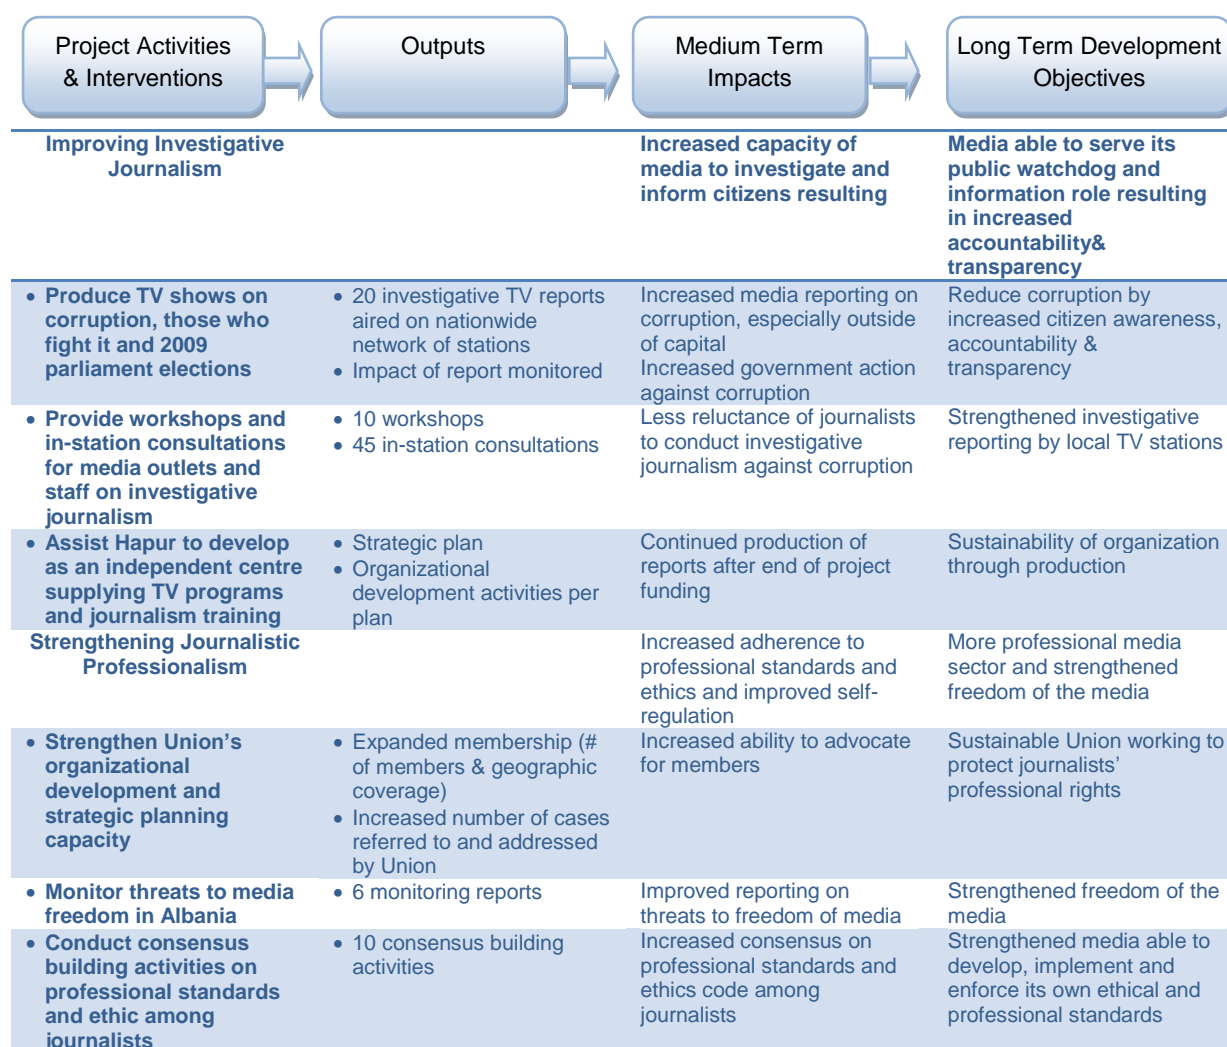 Project Activities
& Interventions
Outputs
Medium Term
Impacts
Long Term Development
Objectives
Improving Investigative
Journalism
Increased capacity of
media to investigate and
inform citizens resulting
Media able to serve its
public watchdog and
information role resulting
in increased
accountability&
transparency
• Produce TV shows on
corruption, those who
fight it and 2009
parliament elections
• 20 investigative TV reports
aired on nationwide
network of stations
• Impact of report monitored
Increased media reporting on
corruption, especially outside
of capital
Increased government action
against corruption
Reduce corruption by
increased citizen awareness,
accountability &
transparency
• Provide workshops and
in-station consultations
for media outlets and
staff on investigative
journalism
• 10 workshops
• 45 in-station consultations
Less reluctance of journalists
to conduct investigative
journalism against corruption
Strengthened investigative
reporting by local TV stations
• Assist Hapur to develop
as an independent centre
supplying TV programs
and journalism training
• Strategic plan
• Organizational
development activities per
plan
Continued production of
reports after end of project
funding
Sustainability of organization
through production
Strengthening Journalistic
Professionalism
Increased adherence to
professional standards and
ethics and improved self-
regulation
More professional media
sector and strengthened
freedom of the media
• Strengthen Union's
organizational
development and
strategic planning
capacity
• Expanded membership (#
of members & geographic
coverage)
• Increased number of cases
referred to and addressed
by Union
Increased ability to advocate
for members
Sustainable Union working to
protect journalists'
professional rights
• Monitor threats to media
freedom in Albania
• 6 monitoring reports
Improved reporting on
threats to freedom of media
Strengthened freedom of the
media
• Conduct consensus
building activities on
professional standards
and ethic among
journalists
• 10 consensus building
activities
Increased consensus on
professional standards and
ethics code among
journalists
Strengthened media able to
develop, implement and
enforce its own ethical and
professional standards